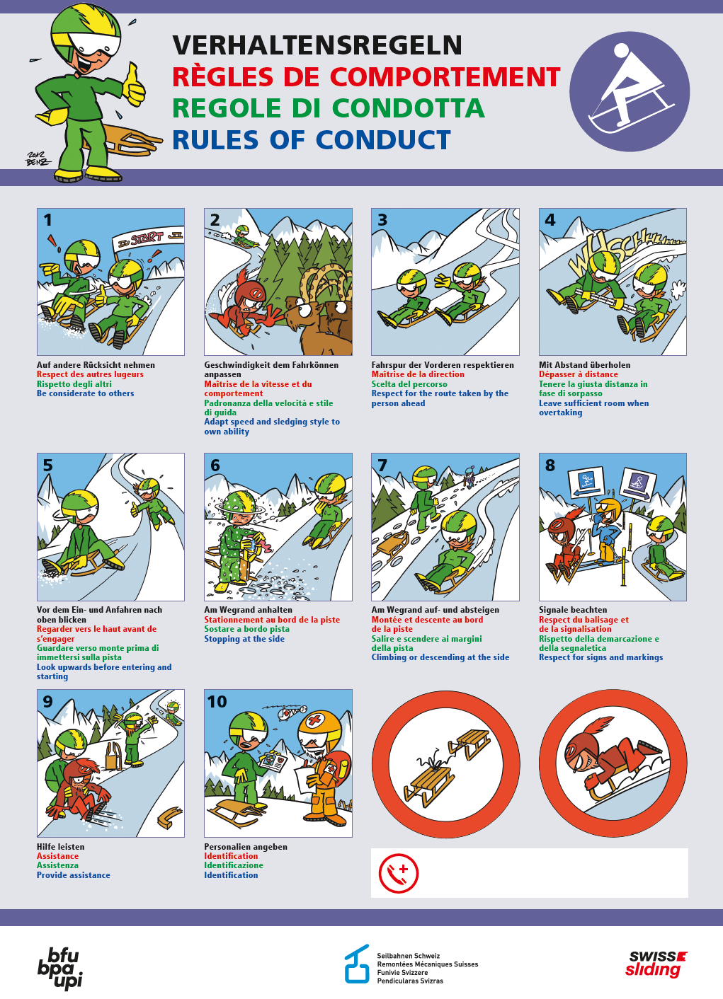 VERHALTENSREGELN
RÈGLES DE COMPORTEMENT
REGOLE DI CONDOTTA
RULES OF CONDUCT
2012
BENZ
1
START
Auf andere Rücksicht nehmen
Respect des autres lugeurs
Rispetto degli altri
Be considerate to others
2
Geschwindigkeit dem Fahrkönnen
anpassen
Maîtrise de la vitesse et du
comportement
Padronanza della velocità e stile
di guida
Adapt speed and sledging style to
own ability
3
Fahrspur der Vorderen respektieren
Maîtrise de la direction
Scelta del percorso
Respect for the route taken by the
person ahead
4
WUSCHHHHHH
Mit Abstand überholen
Dépasser à distance
Tenere la giusta distanza in
fase di sorpasso
Leave sufficient room when
overtaking
5
Vor dem Ein- und Anfahren nach
oben blicken
Regarder vers le haut avant de
s’engager
Guardare verso monte prima di
immettersi sulla pista
Look upwards before entering and
starting
6
Am Wegrand anhalten
Stationnement au bord de la piste
Sostare a bordo pista
Stopping at the side
7
Am Wegrand auf- und absteigen
Montée et descente au bord
de la piste
Salire e scendere ai margini
della pista
Climbing or descending at the side
8
Signale beachten
Respect du balisage et
de la signalisation
Rispetto della demarcazione e
della segnaletica
Respect for signs and markings
9
Hilfe leisten
Assistance
Assistenza
Provide assistance
10
Personalien angeben
Identification
Identificazione
Identification
bfu
bpa
upi
Seilbahnen Schweiz
Remontées Mécaniques Suisses
Funivie Svizzere
Pendicularas Svizras
SWISS
sliding